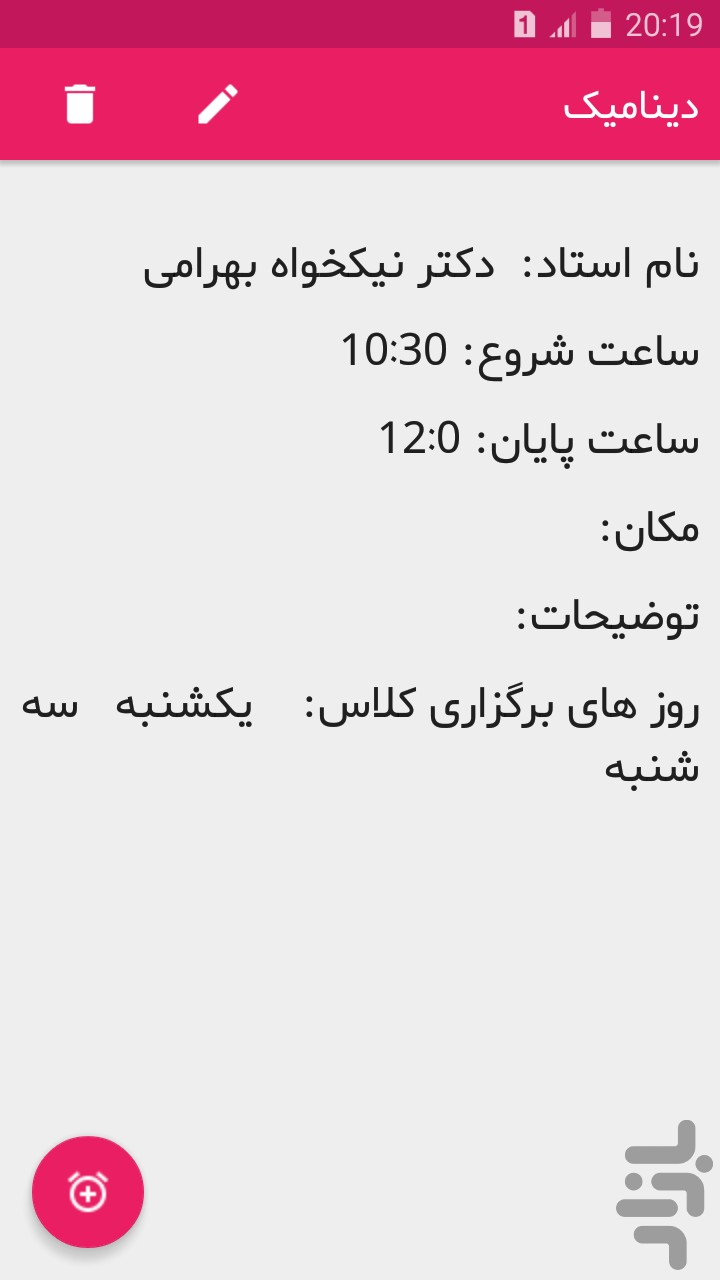 20:19
دینامیک
نام استاد: دکتر نیکخواه بهرامی
ساعت شروع: 10:30
ساعت پایان: 12:0
مکان:
توضیحات:
روز های برگزاری کلاس: یکشنبه سه
شنبه